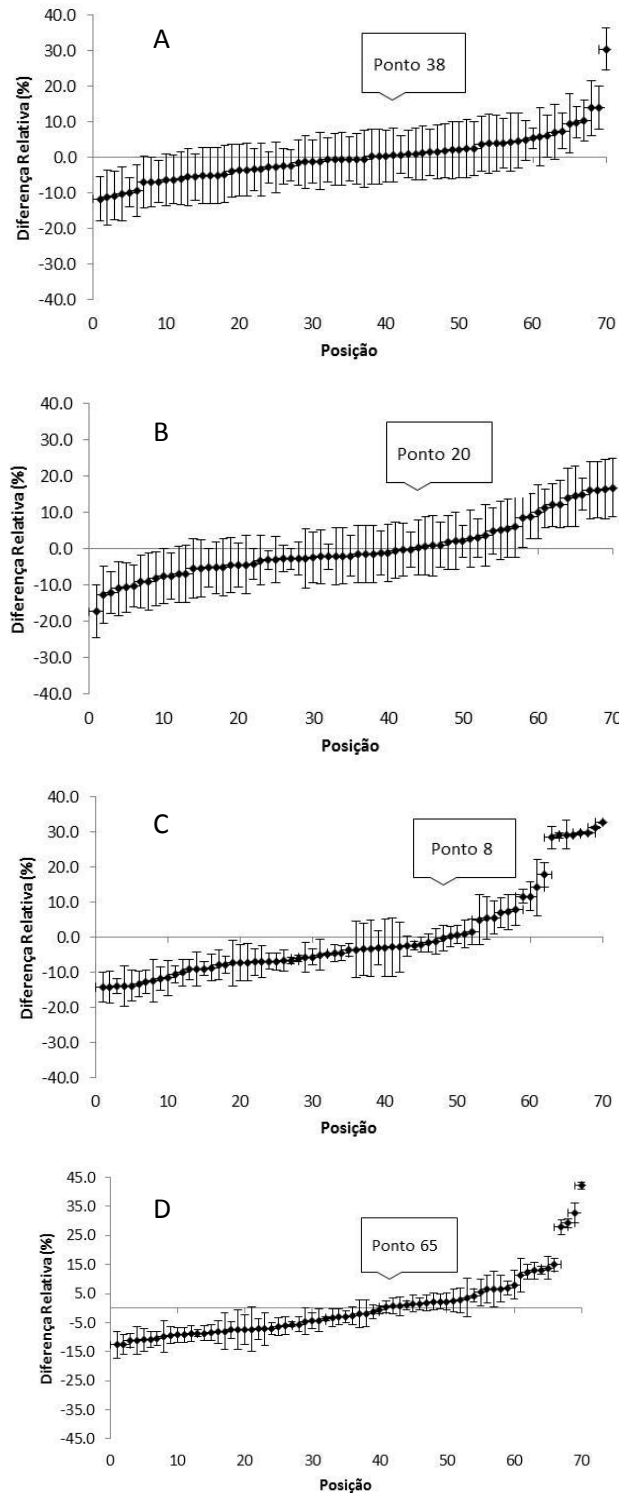 A
Ponto 38
Diferença Relativa (%)
40.0
30.0
20.0
10.0
0.0
-10.0
-20.0
-30.0
-40.0
0 10 20 30 40 50 60 70
Posição
B
Ponto 20
Diferença Relativa (%)
40.0
30.0
20.0
10.0
0.0
-10.0
-20.0
-30.0
-40.0
0 10 20 30 40 50 60 70
Posição
C
Ponto 8
Diferença Relativa (%)
40.0
30.0
20.0
10.0
0.0
-10.0
-20.0
-30.0
-40.0
0 10 20 30 40 50 60 70
Posição
D
Ponto 65
Diferença Relativa (%)
45.0
35.0
25.0
15.0
5.0
-5.0
-15.0
-25.0
-35.0
-45.0
0 10 20 30 40 50 60 70
Posição